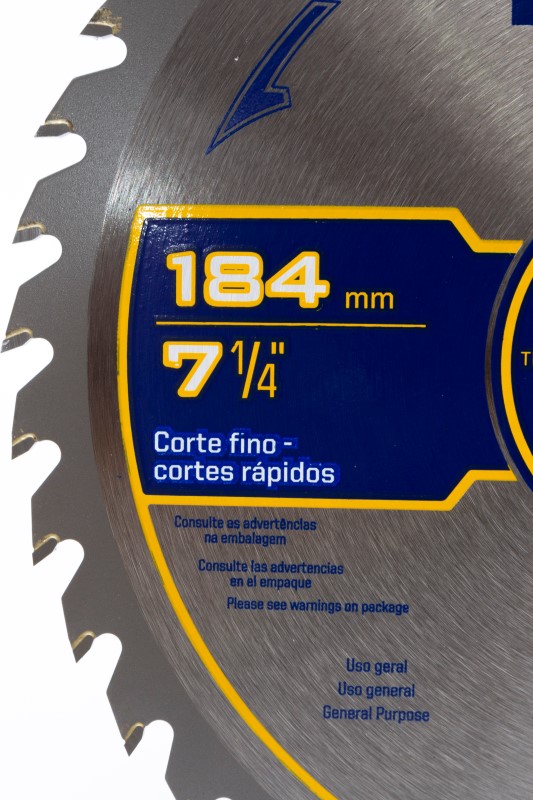 184 mm
7 1/4"
Corte fino -
cortes rápidos
Consulte as advertências
na embalagem
Consulte las advertencias
en el empaque
Please see warnings on package
Uso geral
Uso general
General Purpose